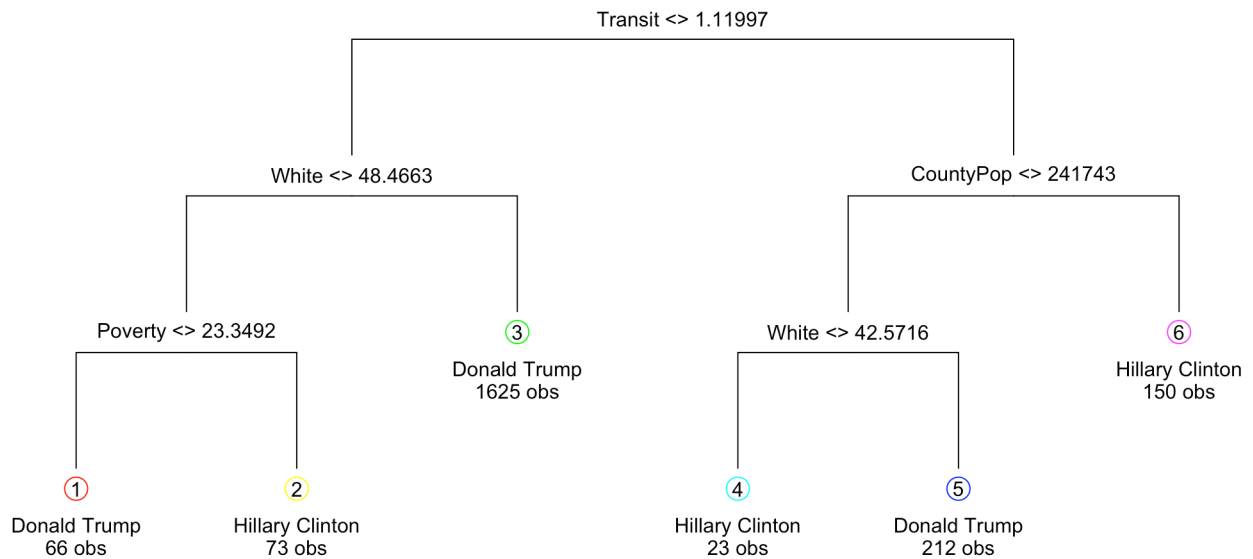 Transit <> 1.11997
White <> 48.4663
CountyPop <> 241743
Poverty <> 23.3492
3
Donald Trump
1625 obs
White <> 42.5716
6
Hillary Clinton
150 obs
1
Donald Trump
66 obs
2
Hillary Clinton
73 obs
4
Hillary Clinton
23 obs
5
Donald Trump
212 obs